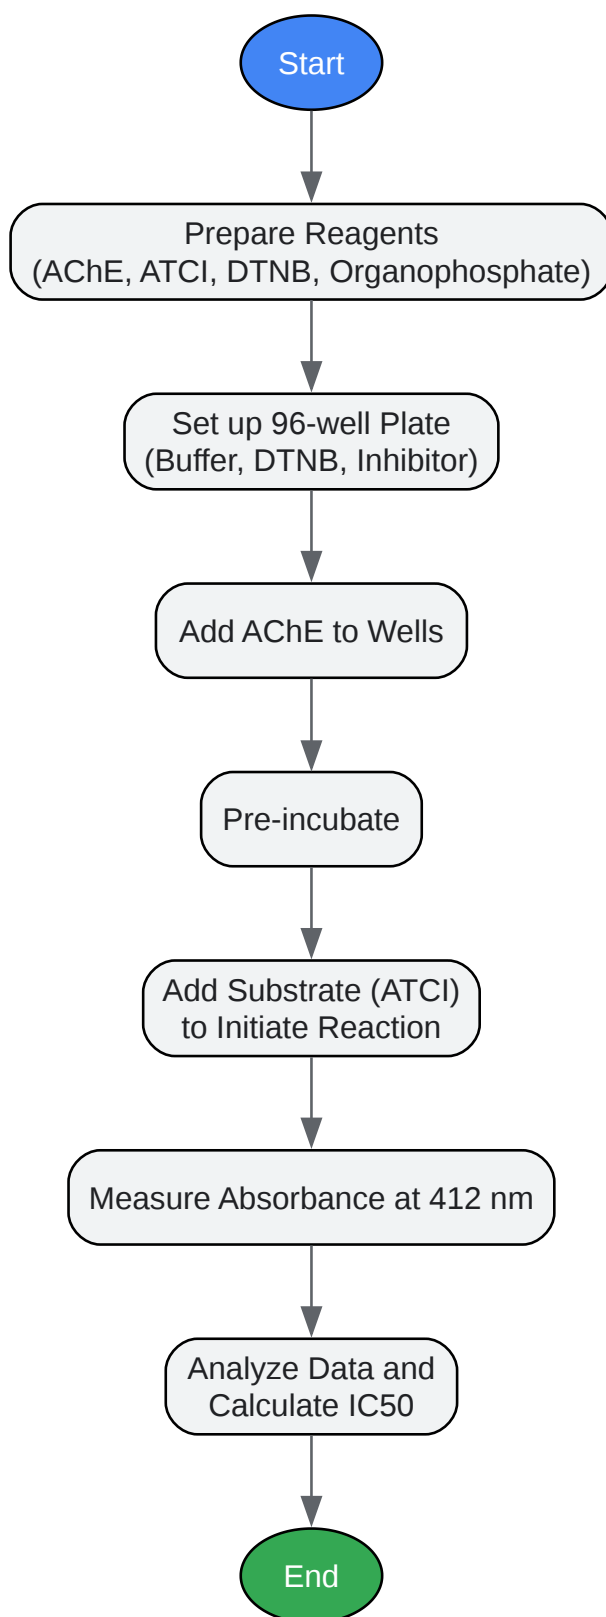 Start
Prepare Reagents
(AChE, ATCI, DTNB, Organophosphate)
Set up 96-well Plate
(Buffer, DTNB, Inhibitor)
Add AChE to Wells
Pre-incubate
Add Substrate (ATCI)
to Initiate Reaction
Measure Absorbance at 412 nm
Analyze Data and
Calculate IC50
End